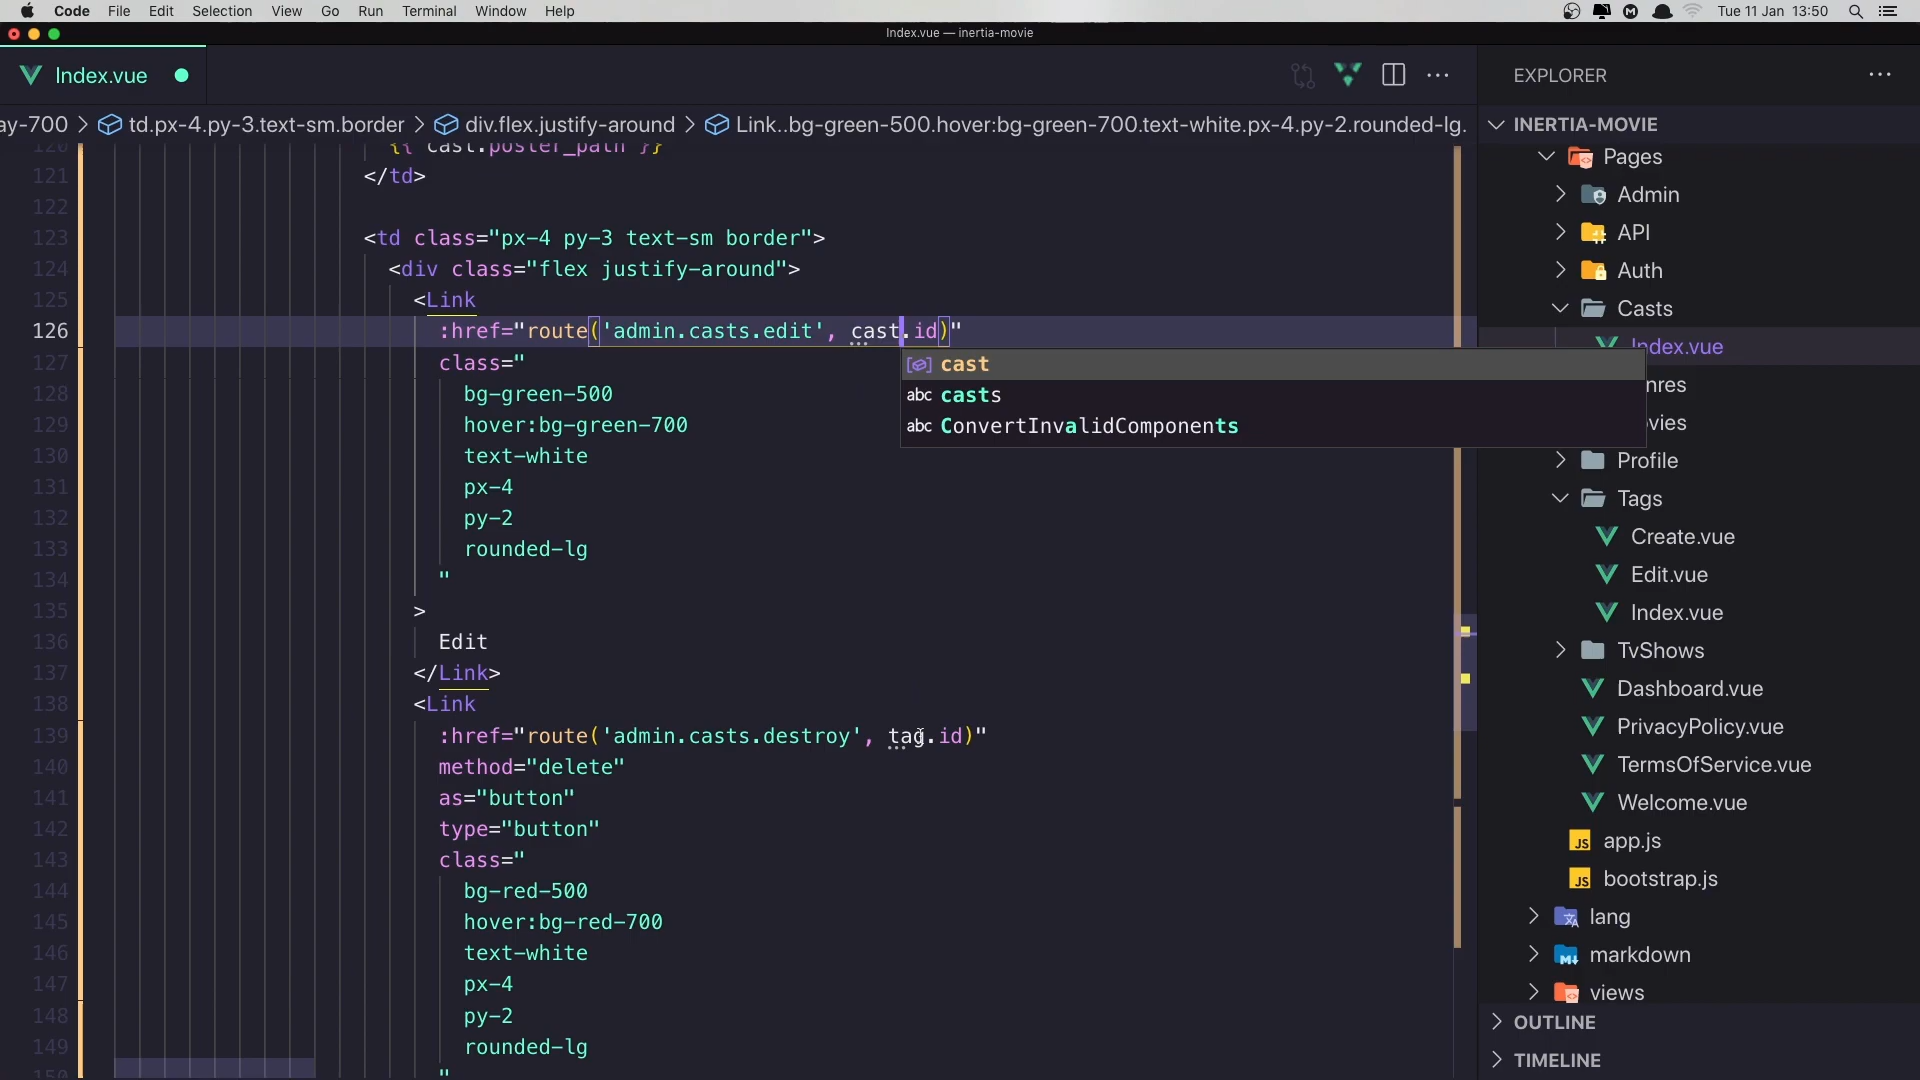 Code File Edit Selection View Go Run Terminal Window Help
Tue 11 Jan 13:50
Index.vue — inertia-movie
Index.vue
ay-700 > td.px-4.py-3.text-sm.border > div.flex.justify-around > Link..bg-green-500.hover:bg-green-700.text-white.px-4.py-2.rounded-lg.
120 {{ cast.poster_path }}
121 </td>
122
123 <td class="px-4 py-3 text-sm border">
124 <div class="flex justify-around">
125 <Link
126 :href="route('admin.casts.edit', cast.id)"
127 class="
128 bg-green-500
129 hover:bg-green-700
130 text-white
131 px-4
132 py-2
133 rounded-lg
134 "
135 >
136 Edit
137 </Link>
138 <Link
139 :href="route('admin.casts.destroy', tag.id)"
140 method="delete"
141 as="button"
142 type="button"
143 class="
144 bg-red-500
145 hover:bg-red-700
146 text-white
147 px-4
148 py-2
149 rounded-lg
150 "
cast
abc casts
abc ConvertInvalidComponents
EXPLORER
INERTIA-MOVIE
Pages
Admin
API
Auth
Casts
Index.vue
nres
vies
Profile
Tags
Create.vue
Edit.vue
Index.vue
TvShows
Dashboard.vue
PrivacyPolicy.vue
TermsOfService.vue
Welcome.vue
JS app.js
JS bootstrap.js
lang
markdown
views
OUTLINE
TIMELINE